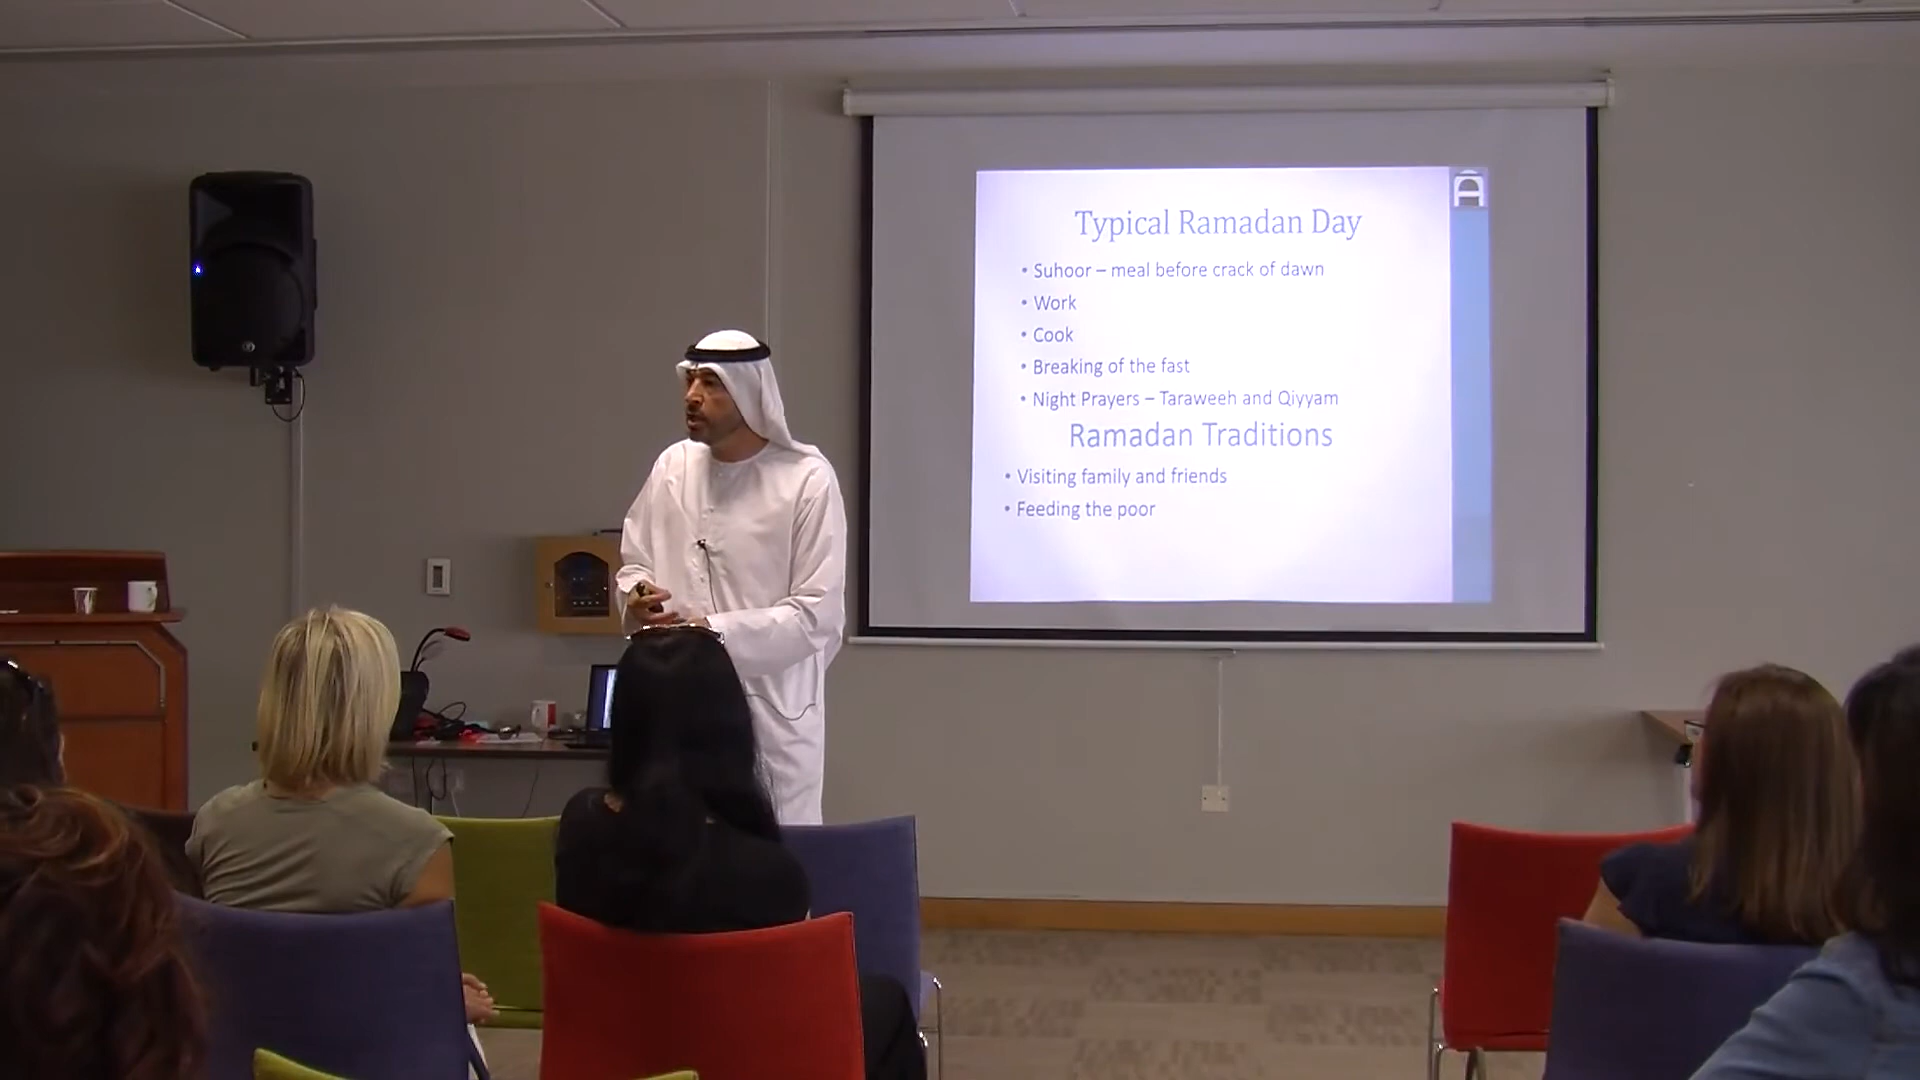 Typical Ramadan Day
• Suhoor – meal before crack of dawn
• Work
• Cook
• Breaking of the fast
• Night Prayers – Taraweeh and Qiyyam
Ramadan Traditions
• Visiting family and friends
• Feeding the poor